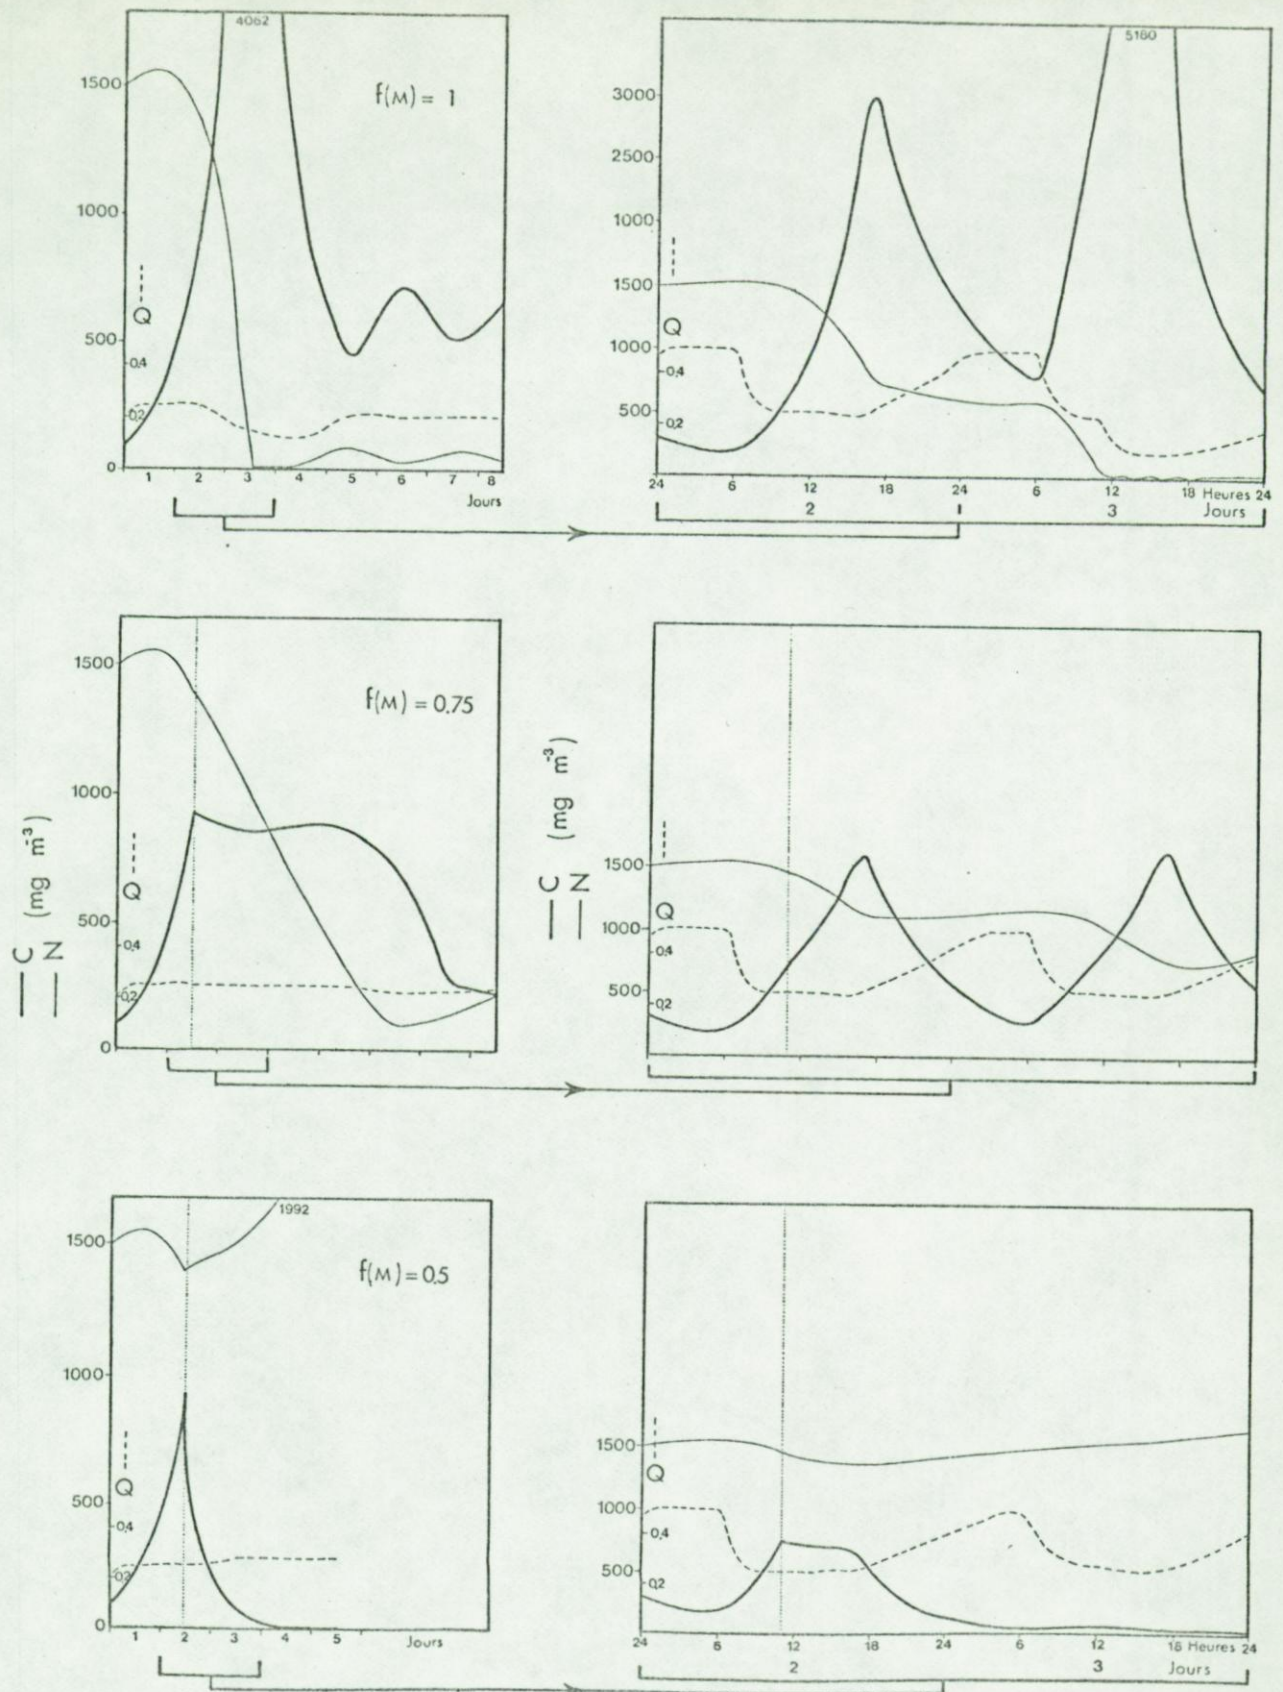 4062
1500
f(M) = 1
1000
Q
500
0,4
0,2
0
1 2 3 4 5 6 7 8
Jours
5160
3000
2500
1000
1500
Q
1000
0,4
500
0,2
24 6 12 18 24 6 12 18 Heures 24
2 3 Jours
1500
f(M) = 0.75
1000
Q
500
0,4
0,2
0
C
N (mg m⁻³)
1500
Q
1000
0,4
500
0,2
C
N (mg m⁻³)
1992
1500
f(M) = 0.5
1000
Q
500
0,4
0,2
0
1 2 3 4 5 Jours
1500
Q
1000
0,4
500
0,2
24 6 12 18 24 6 12 18 Heures 24
2 3 Jours